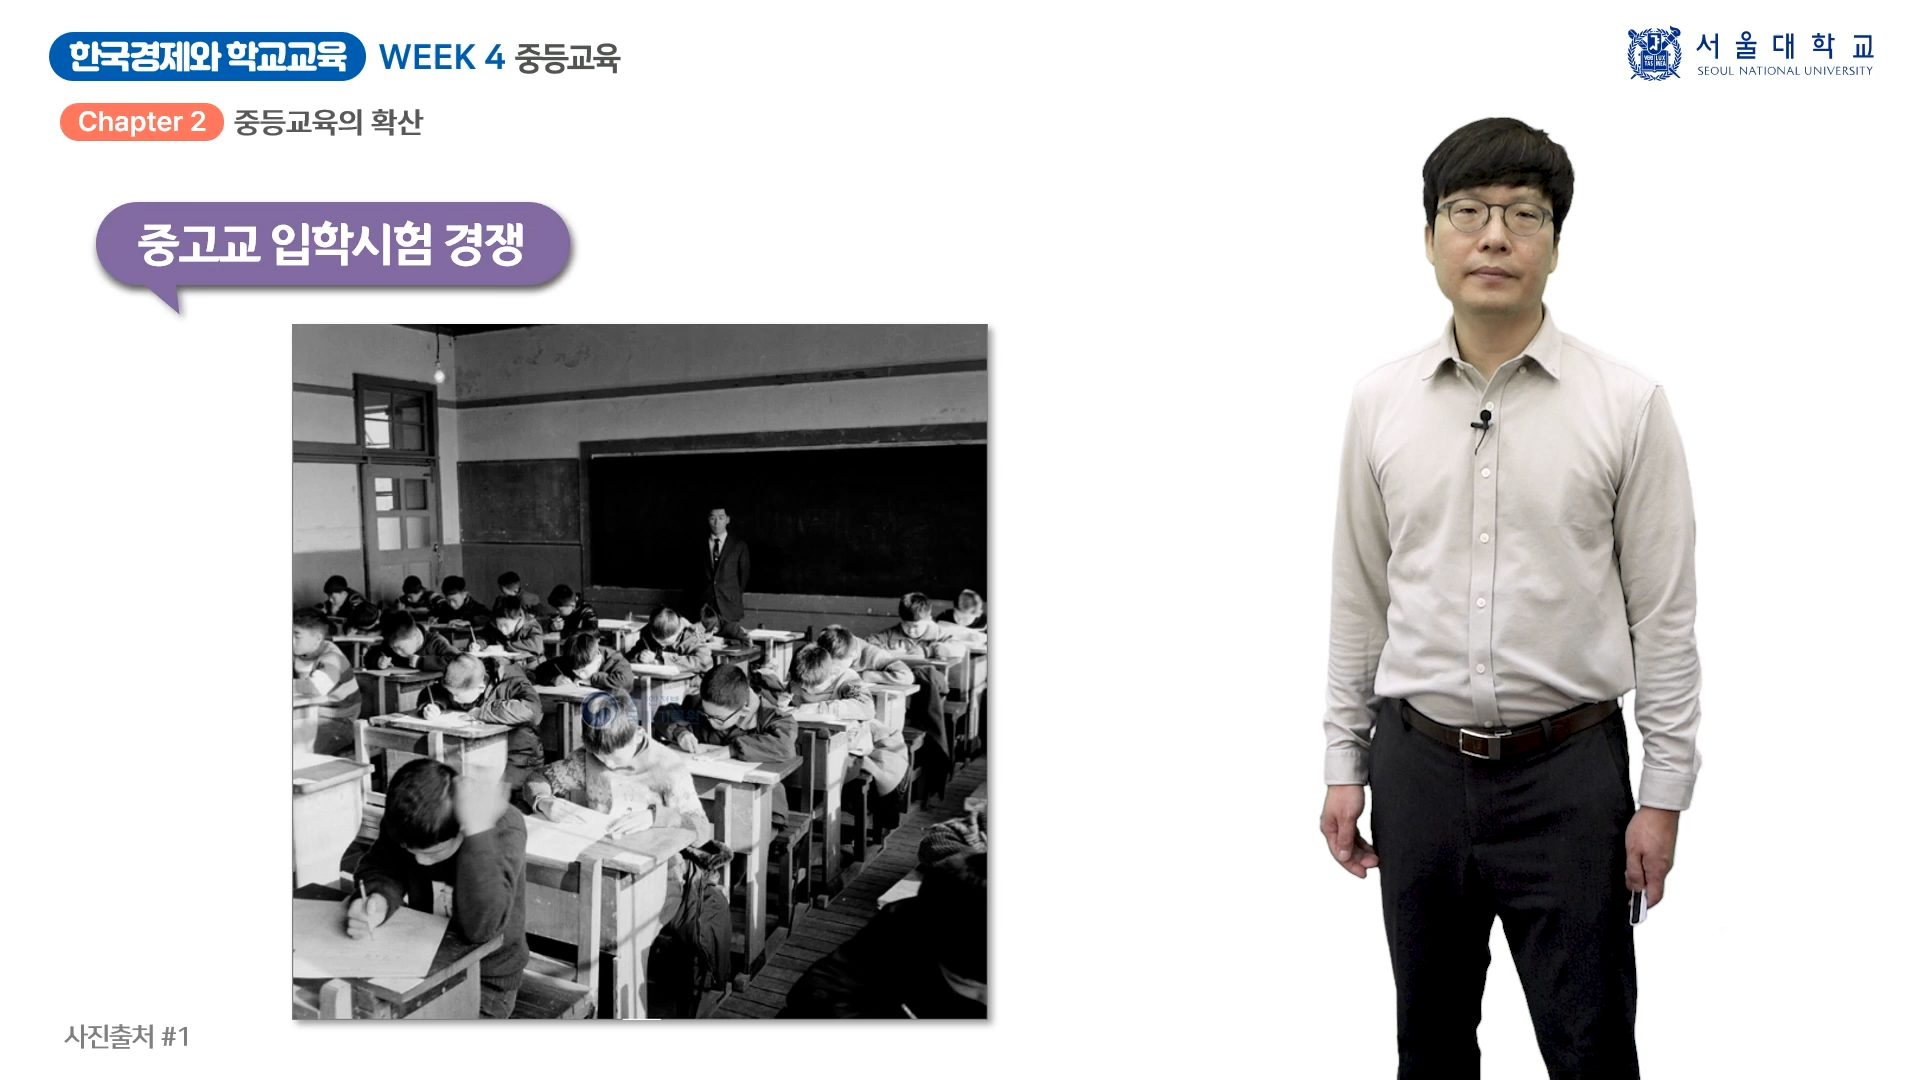 한국경제와 학교교육 WEEK 4 중등교육
서울대학교
SEOUL NATIONAL UNIVERSITY
Chapter 2 중등교육의 확산
중고교 입학시험 경쟁
사진출처 #1